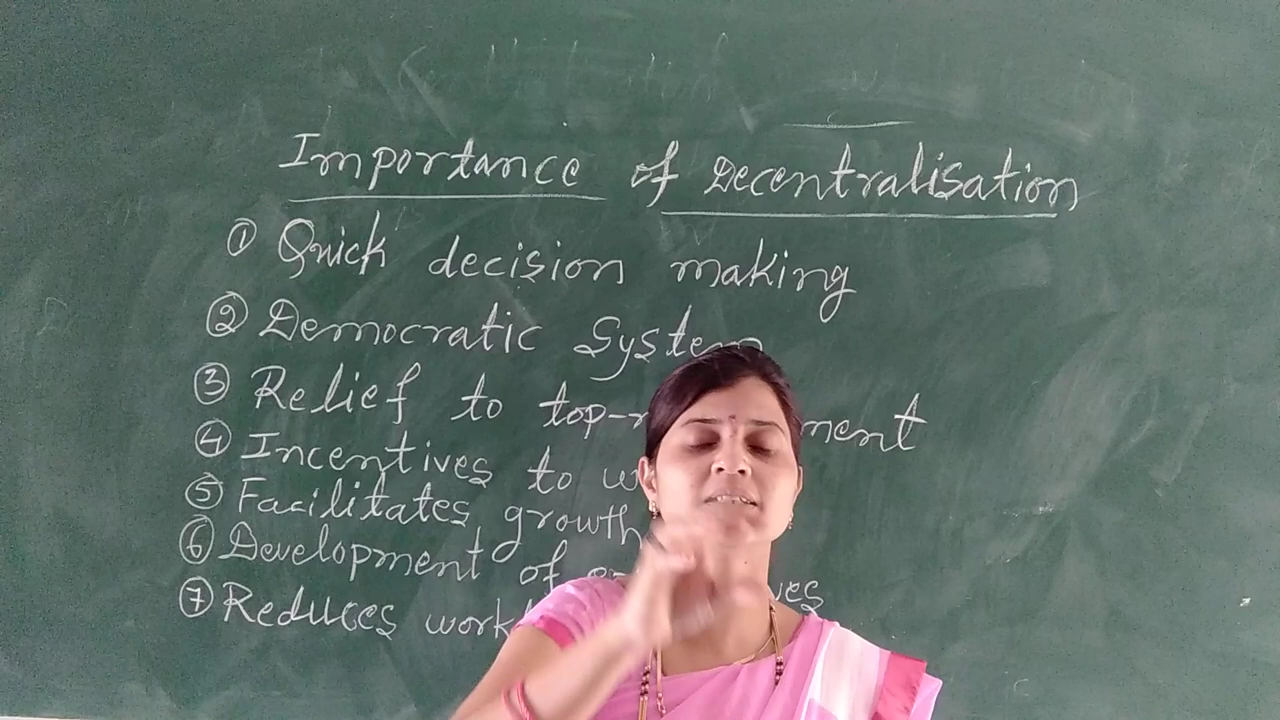 Importance of Decentralisation
① Quick decision making
② Democratic System
③ Relief to top-
④ Incentives to
⑤ Facilitates growth
⑥ Development of
⑦ Reduces work